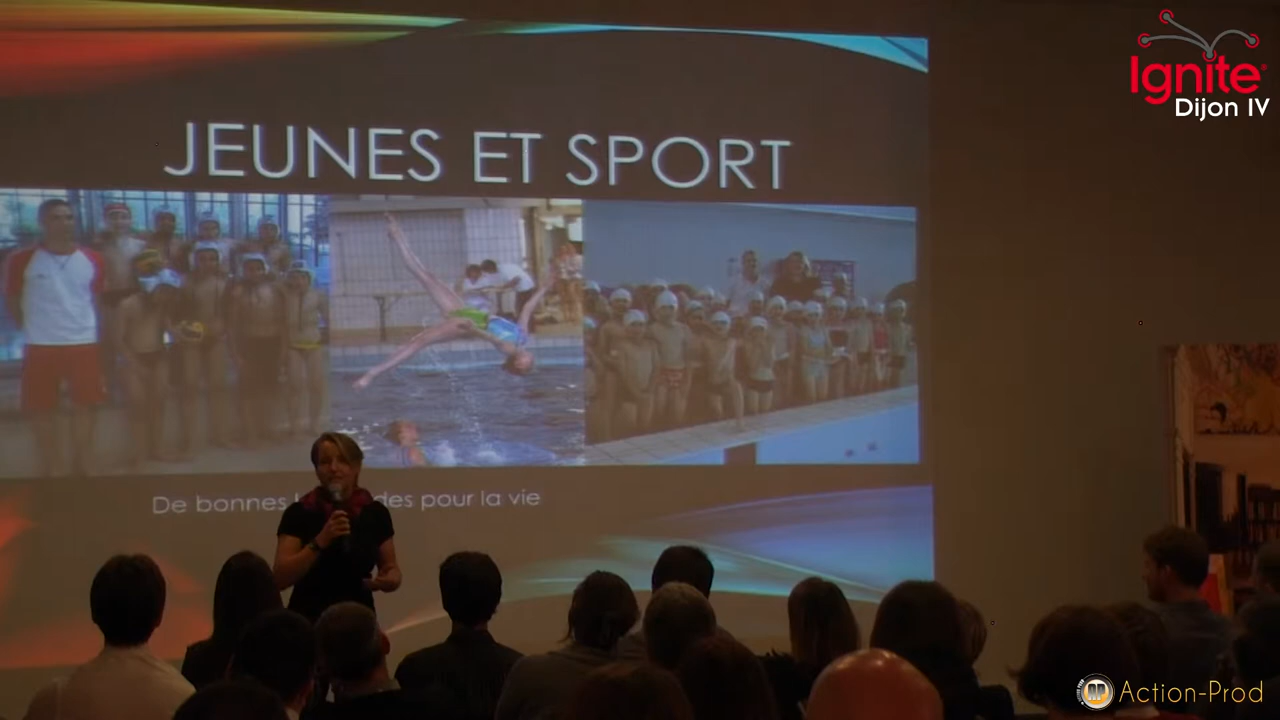 Ignite
Dijon IV
JEUNES ET SPORT
De bonnes des pour la vie
Action-Prod